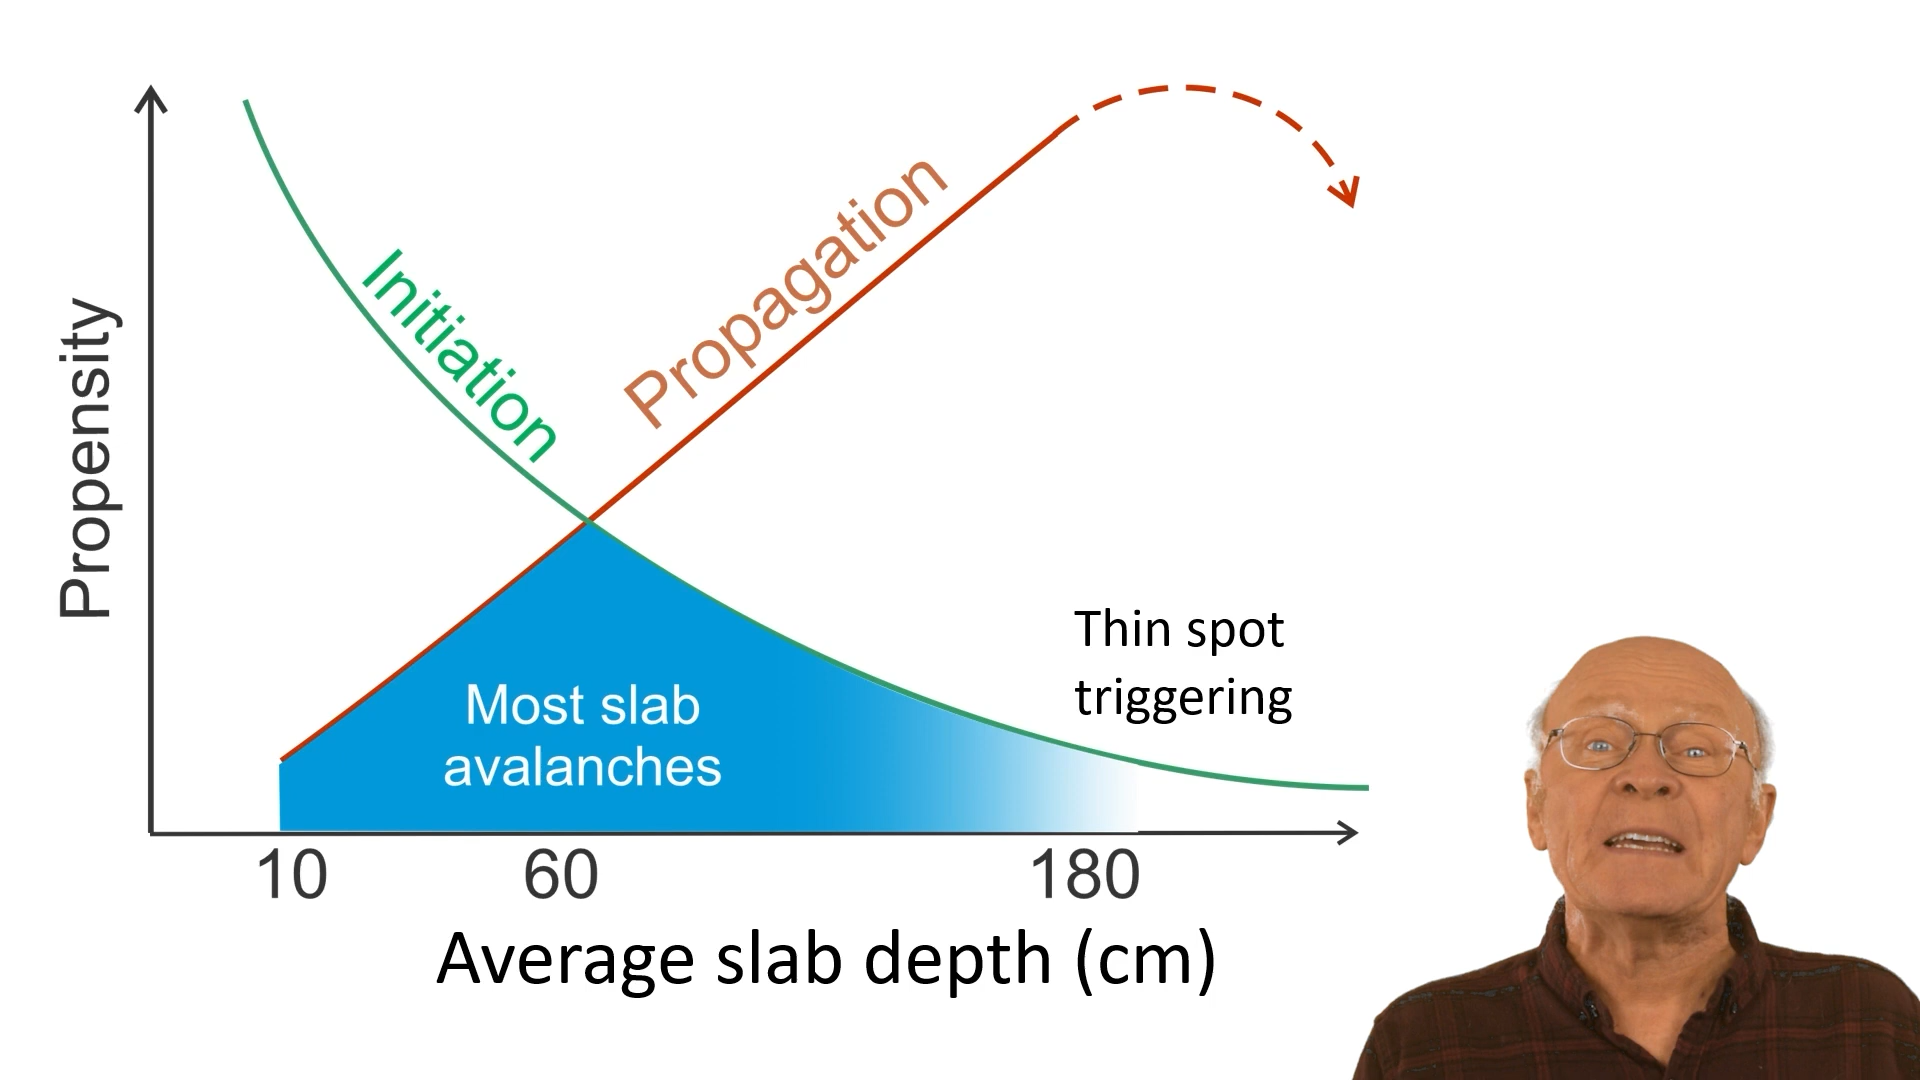 Propensity
Initiation
Propagation
Most slab
avalanches
Thin spot
triggering
10 60 180
Average slab depth (cm)